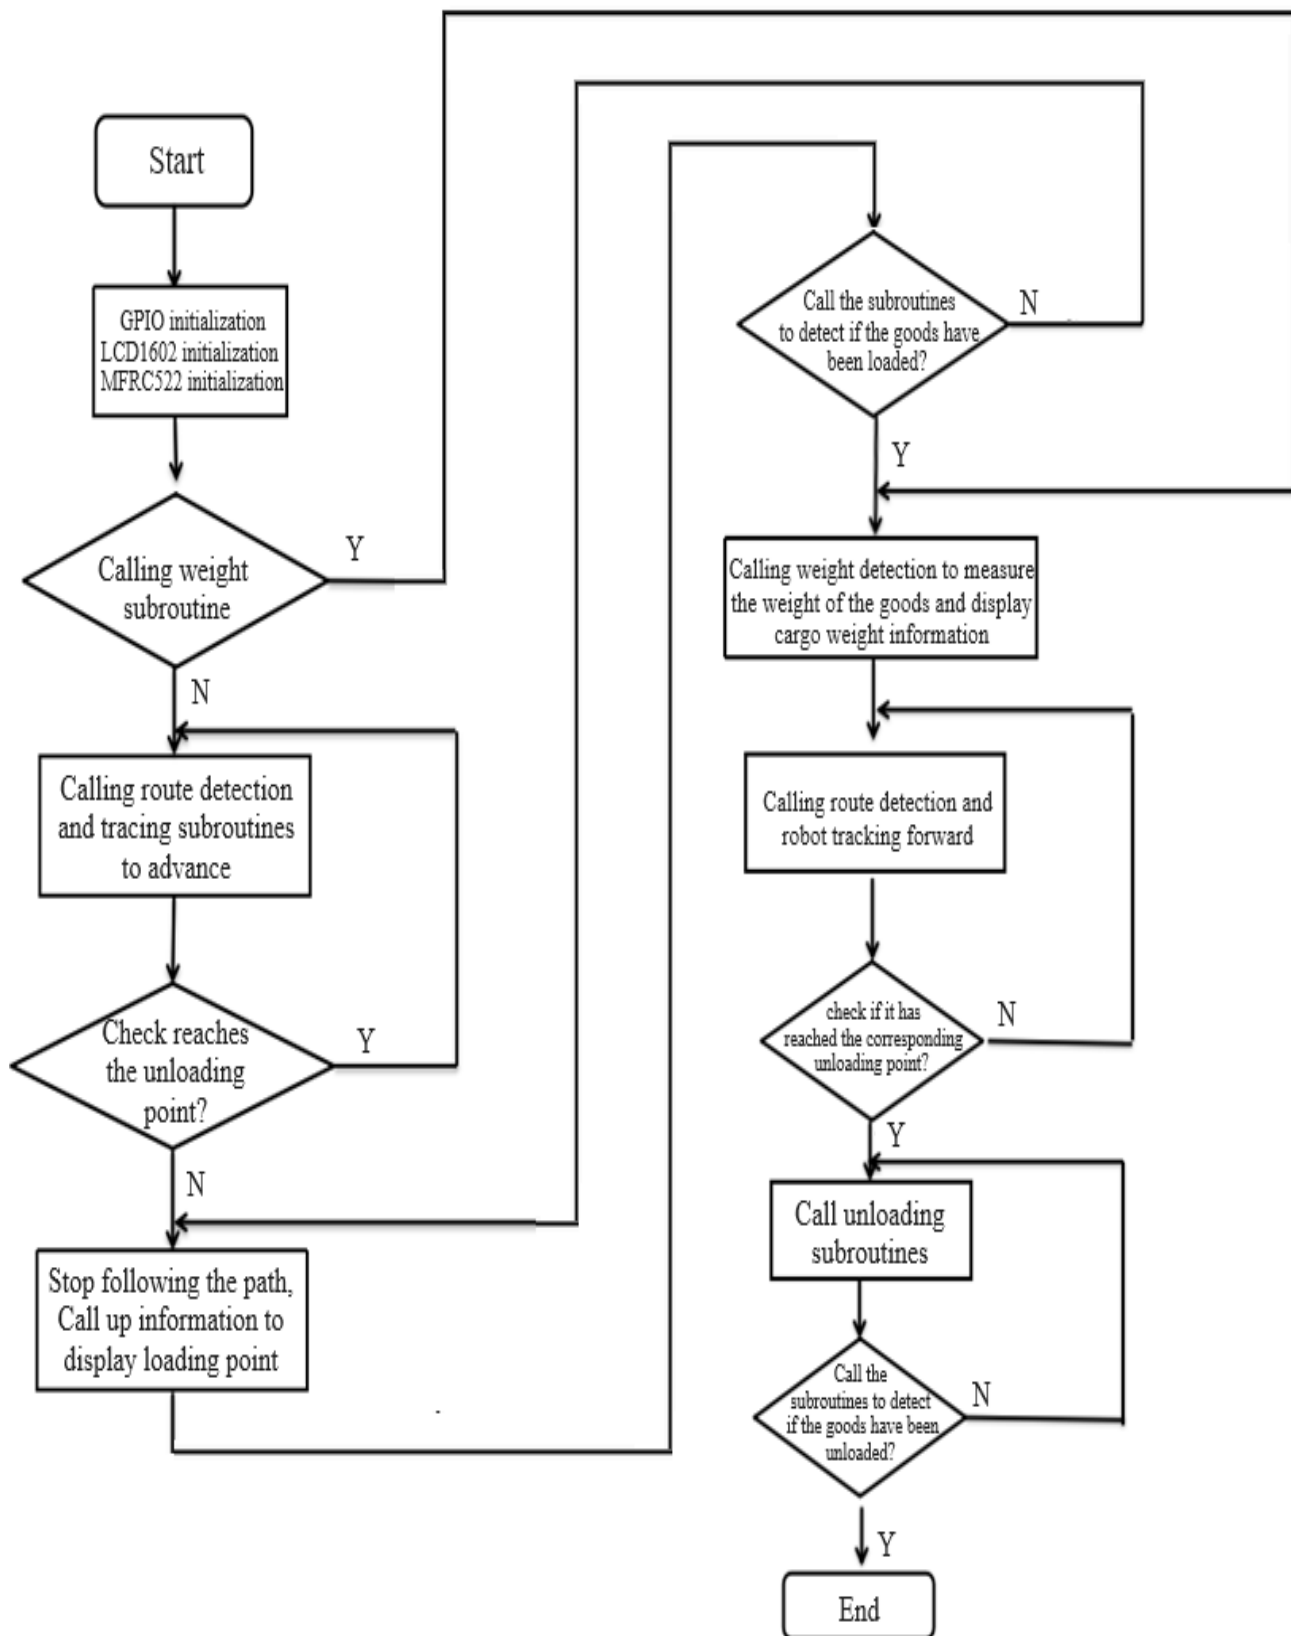 Start
GPIO initialization
LCD1602 initialization
MFRC522 initialization
Calling weight
subroutine
Y
N
Calling route detection
and tracing subroutines
to advance
Check reaches
the unloading
point?
Y
N
Stop following the path,
Call up information to
display loading point
Call the subroutines
to detect if the goods have
been loaded?
N
Y
Calling weight detection to measure
the weight of the goods and display
cargo weight information
Calling route detection and
robot tracking forward
check if it has
reached the corresponding
unloading point?
N
Y
Call unloading
subroutines
Call the
subroutines to detect
if the goods have been
unloaded?
N
Y
End